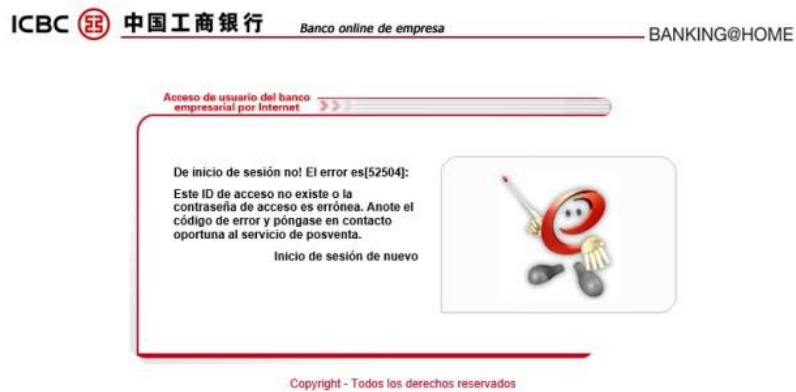 ICBC 中国工商银行 Banco online de empresa
BANKING@HOME
Acceso de usuario del banco
empresarial por Internet
De inicio de sesión no! El error es[52504]:
Este ID de acceso no existe o la
contraseña de acceso es errónea. Anote el
código de error y póngase en contacto
oportuna al servicio de posventa.
Inicio de sesión de nuevo
Copyright - Todos los derechos reservados